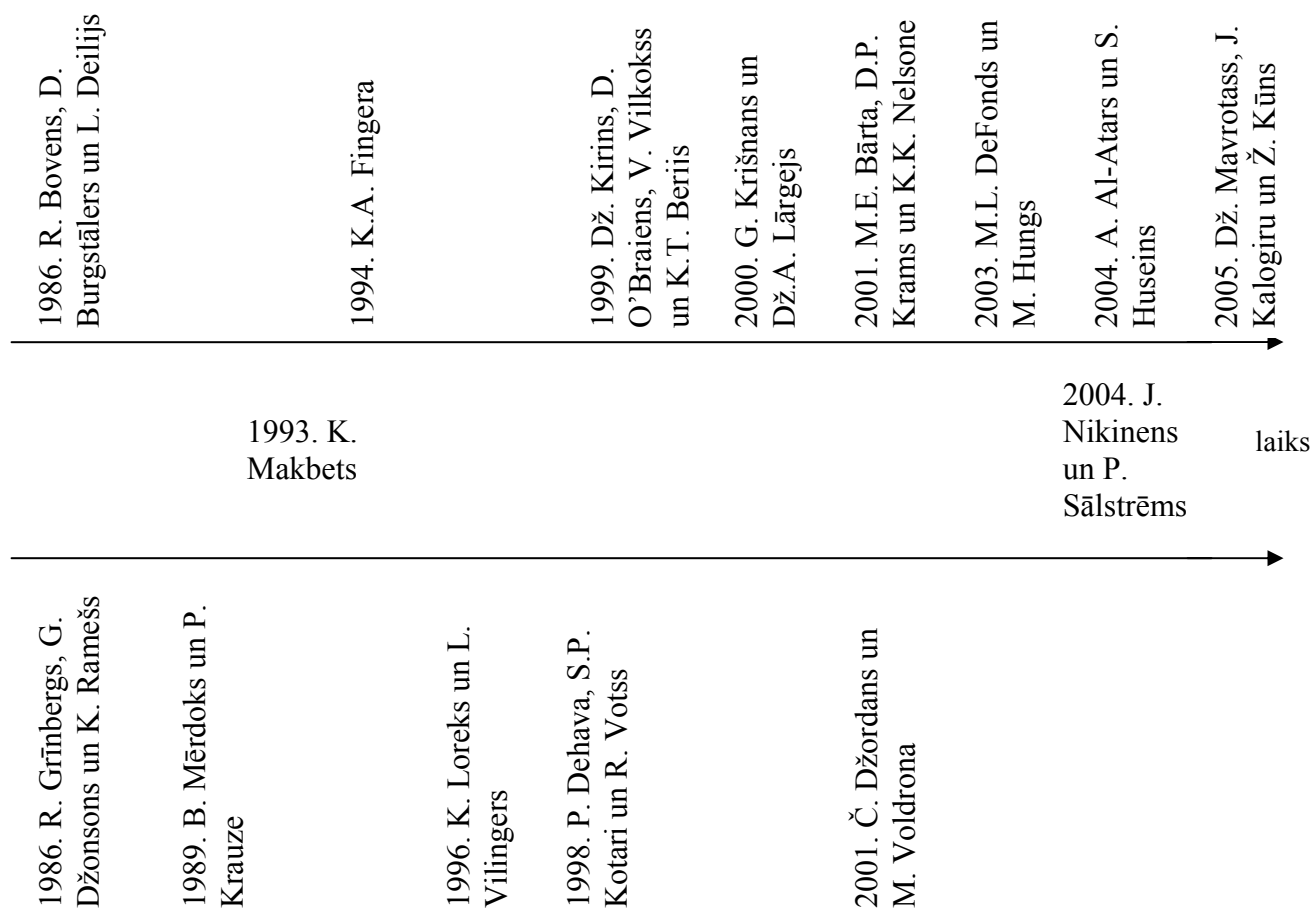 1986. R. Bovens, D.
Burgstālers un L. Deilijs
1994. K.A. Fingera
1999. Dž. Kirins, D.
O’Braiens, V. Vilkokss
un K.T. Beriis
2000. G. Krišnans un
Dž.A. Lārgejs
2001. M.E. Bārta, D.P.
Krams un K.K. Nelsone
2003. M.L. DeFonds un
M. Hungs
2004. A. Al-Atars un S.
Huseins
2005. Dž. Mavrotass, J.
Kalogiru un Ž. Kūns
1993. K.
Makbets
2004. J.
Nikinens
un P.
Sālstrēms
laiks
1986. R. Grīnbergs, G.
Džonsons un K. Ramešs
1989. B. Mērdoks un P.
Krauze
1996. K. Loreks un L.
Vilingers
1998. P. Dehava, S.P.
Kotari un R. Votss
2001. Č. Džordans un
M. Voldrona